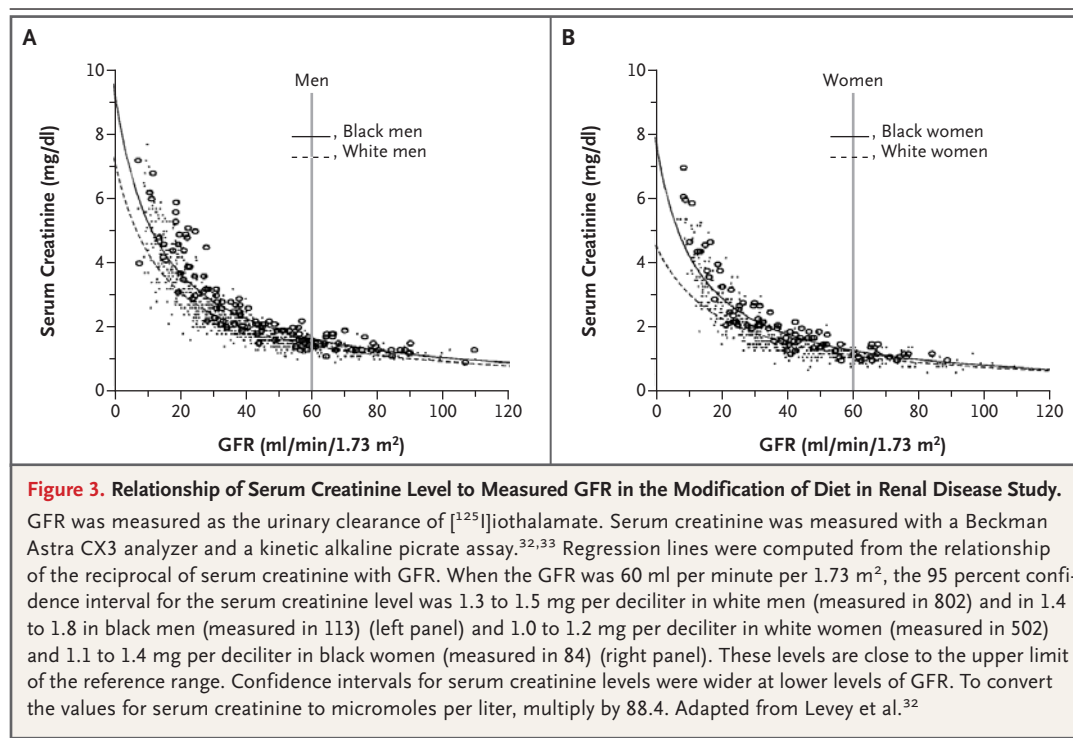 A
Men
, Black men
, White men
Serum Creatinine (mg/dl)
10
8
6
4
2
0
0 20 40 60 80 100 120
GFR (ml/min/1.73 m²)
B
Women
, Black women
, White women
Serum Creatinine (mg/dl)
10
8
6
4
2
0
0 20 40 60 80 100 120
GFR (ml/min/1.73 m²)
Figure 3. Relationship of Serum Creatinine Level to Measured GFR in the Modification of Diet in Renal Disease Study.
GFR was measured as the urinary clearance of [¹²⁵I]iothalamate. Serum creatinine was measured with a Beckman
Astra CX3 analyzer and a kinetic alkaline picrate assay.³²,³³ Regression lines were computed from the relationship
of the reciprocal of serum creatinine with GFR. When the GFR was 60 ml per minute per 1.73 m², the 95 percent confi-
dence interval for the serum creatinine level was 1.3 to 1.5 mg per deciliter in white men (measured in 802) and in 1.4
to 1.8 in black men (measured in 113) (left panel) and 1.0 to 1.2 mg per deciliter in white women (measured in 502)
and 1.1 to 1.4 mg per deciliter in black women (measured in 84) (right panel). These levels are close to the upper limit
of the reference range. Confidence intervals for serum creatinine levels were wider at lower levels of GFR. To convert
the values for serum creatinine to micromoles per liter, multiply by 88.4. Adapted from Levey et al.³²